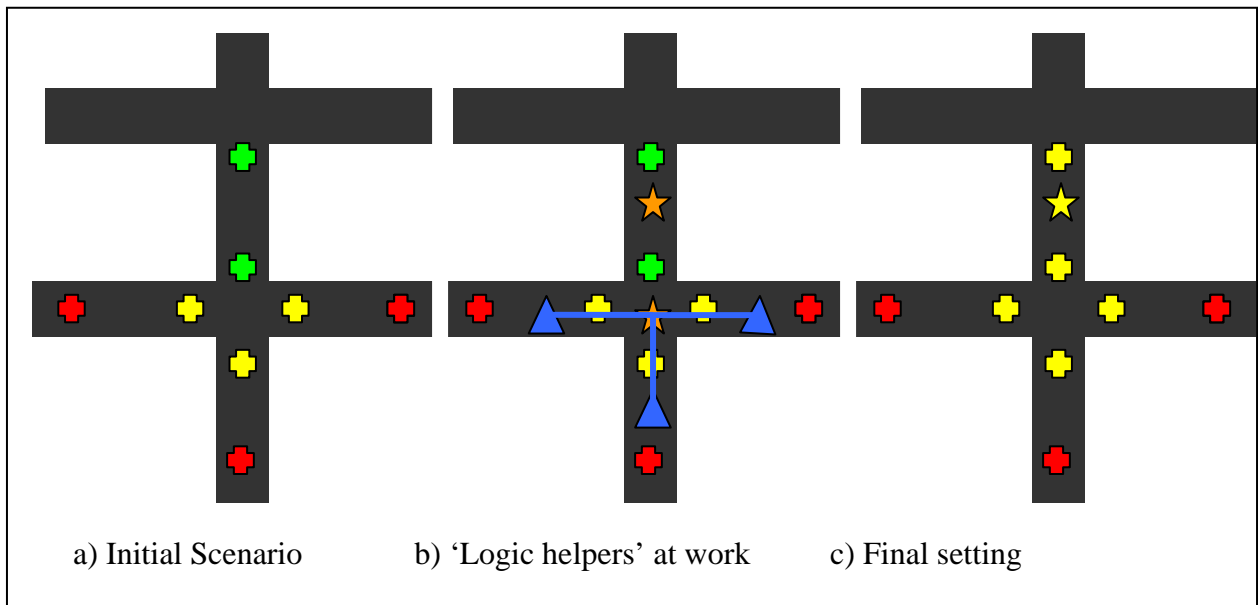 a) Initial Scenario b) ‘Logic helpers’ at work c) Final setting